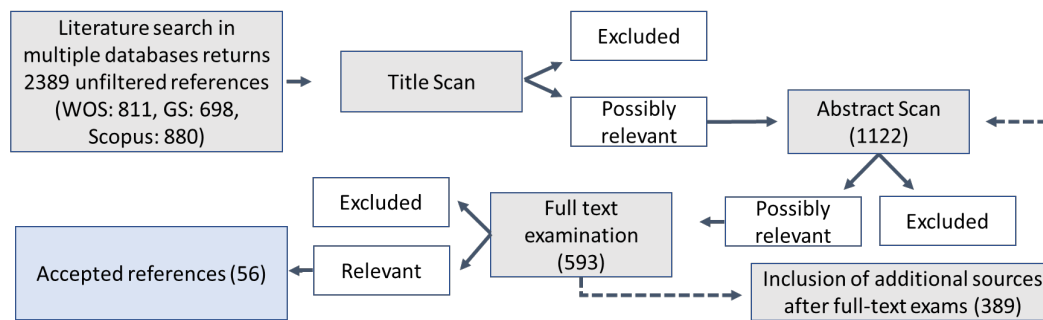 Literature search in
multiple databases returns
2389 unfiltered references
(WOS: 811, GS: 698,
Scopus: 880)
Title Scan
Excluded
Possibly
relevant
Abstract Scan
(1122)
Possibly
relevant
Excluded
Full text
examination
(593)
Excluded
Relevant
Accepted references (56)
Inclusion of additional sources
after full-text exams (389)